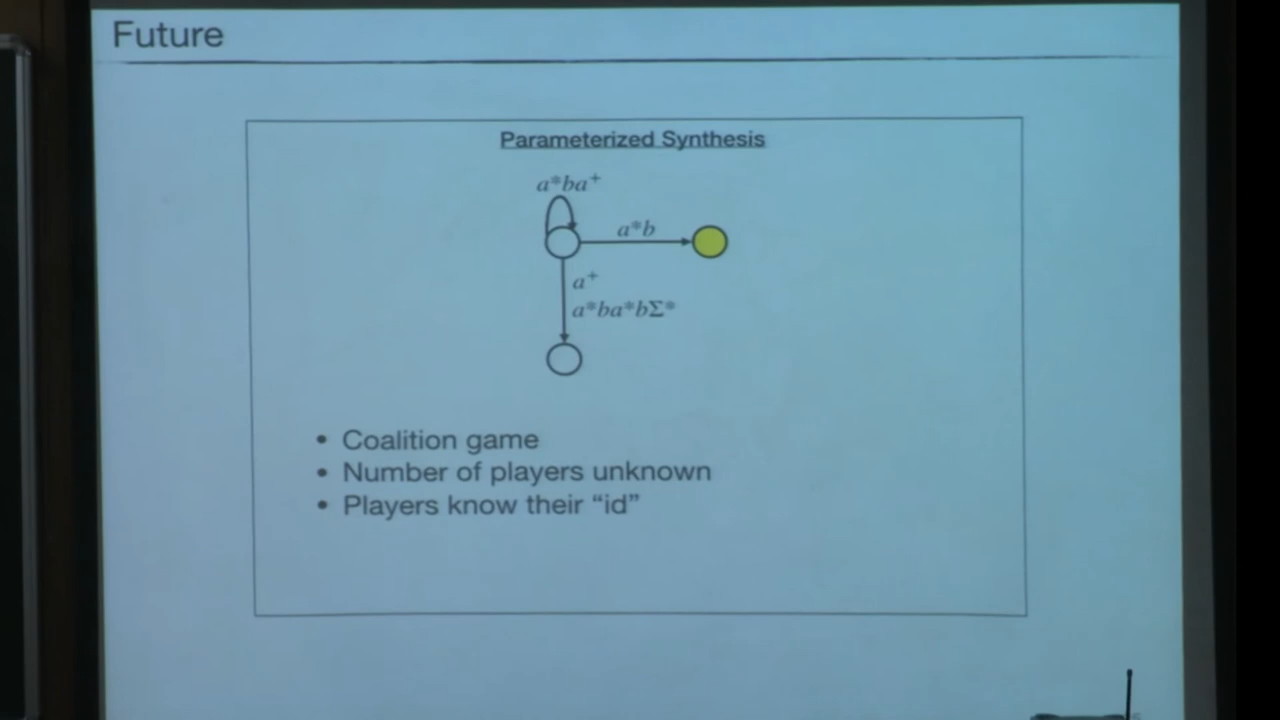 Future
Parameterized Synthesis
a*ba⁺
a*b
a⁺
a*ba*bΣ*
• Coalition game
• Number of players unknown
• Players know their “id”